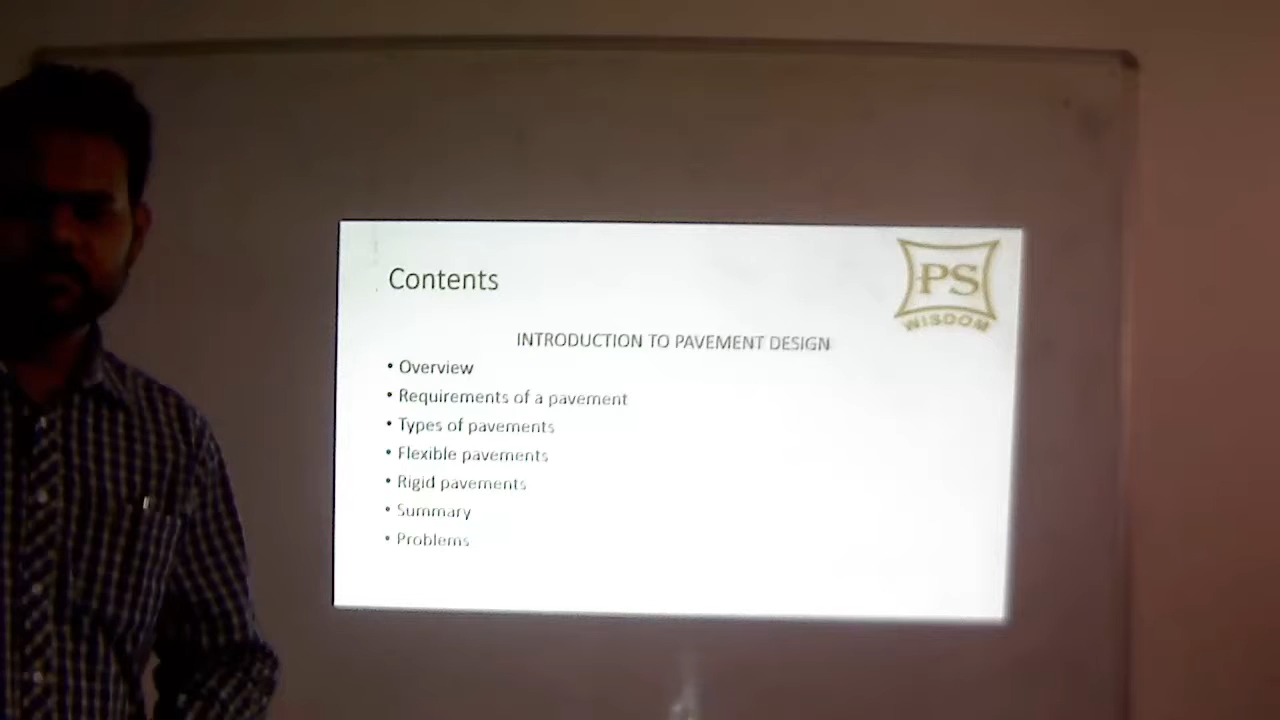 PS
WISDOM
Contents
INTRODUCTION TO PAVEMENT DESIGN
• Overview
• Requirements of a pavement
• Types of pavements
• Flexible pavements
• Rigid pavements
• Summary
• Problems